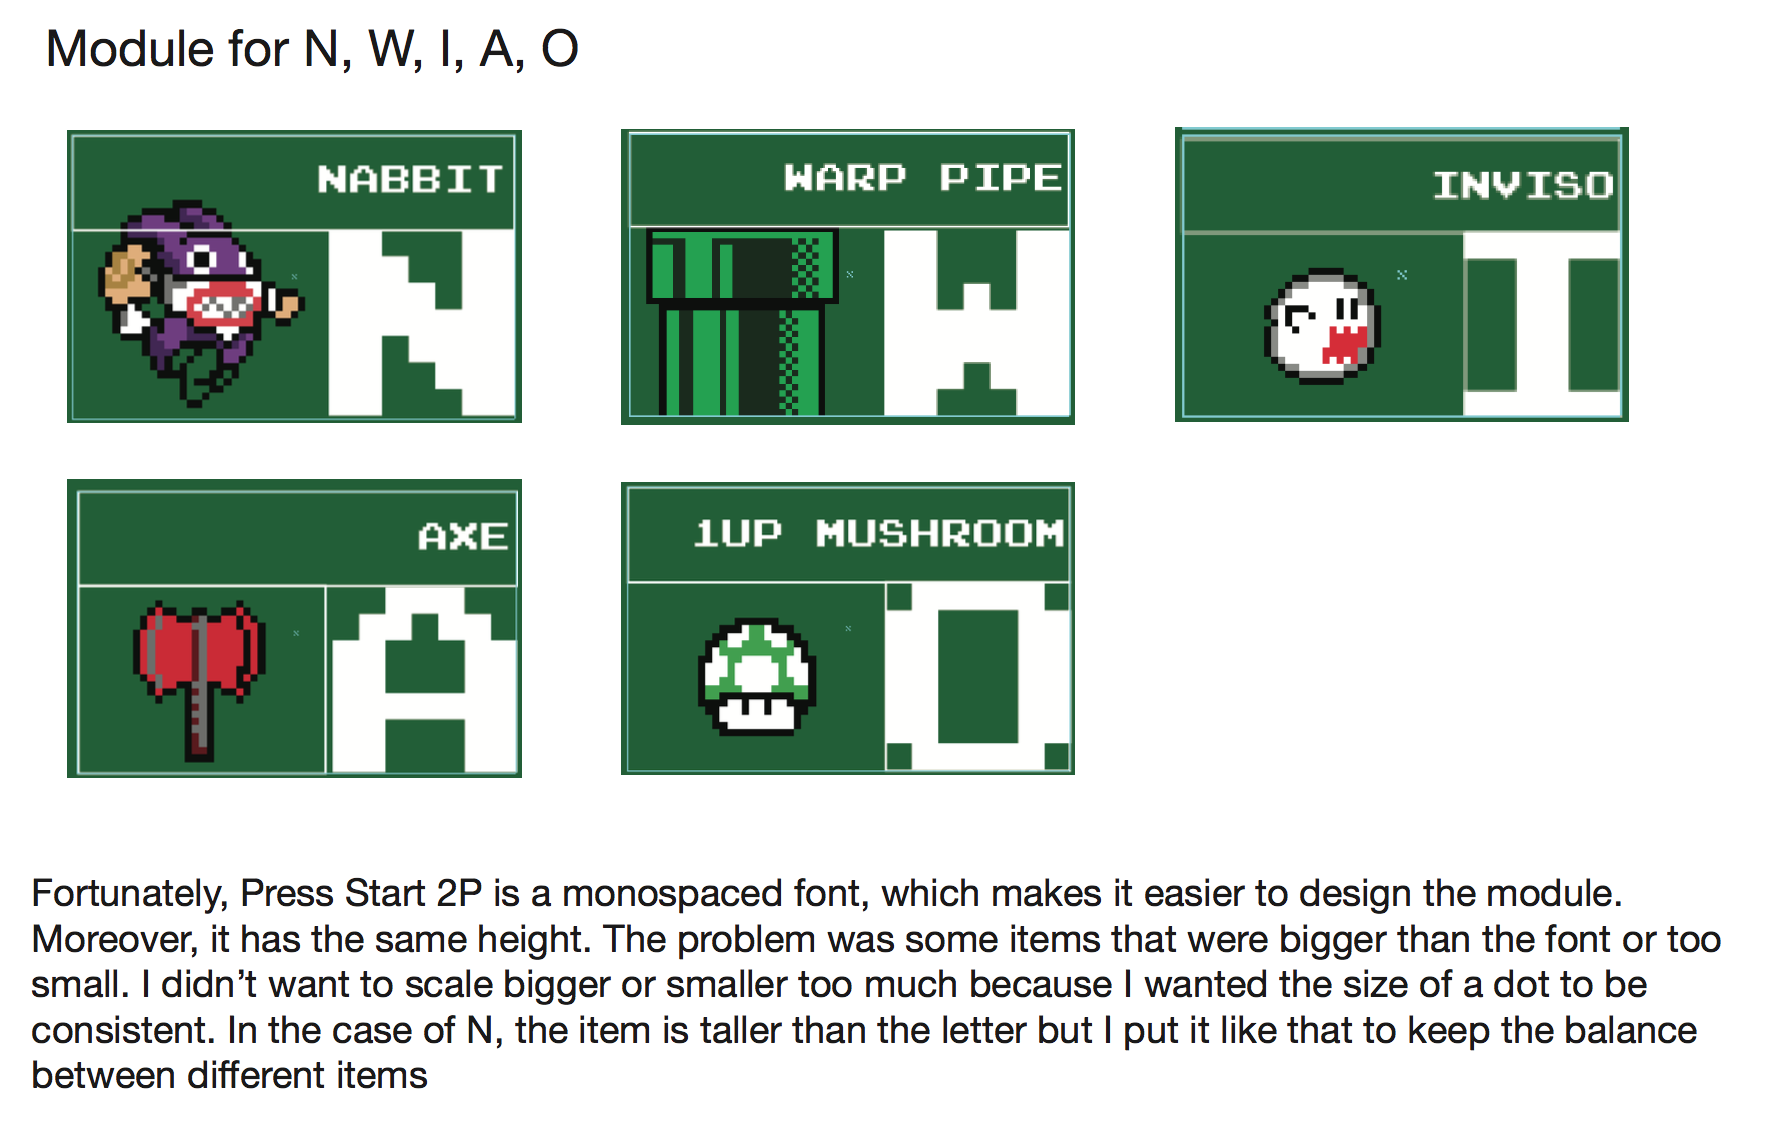 Module for N, W, I, A, O
NABBIT
N
WARP PIPE
W
INVISO
I
AXE
A
1UP MUSHROOM
O
Fortunately, Press Start 2P is a monospaced font, which makes it easier to design the module.
Moreover, it has the same height. The problem was some items that were bigger than the font or too
small. I didn’t want to scale bigger or smaller too much because I wanted the size of a dot to be
consistent. In the case of N, the item is taller than the letter but I put it like that to keep the balance
between different items